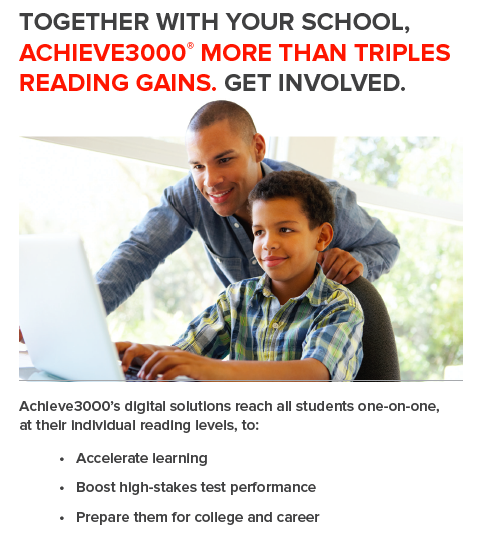 TOGETHER WITH YOUR SCHOOL,
ACHIEVE3000® MORE THAN TRIPLES
READING GAINS. GET INVOLVED.
Achieve3000's digital solutions reach all students one-on-one,
at their individual reading levels, to:
• Accelerate learning
• Boost high-stakes test performance
• Prepare them for college and career